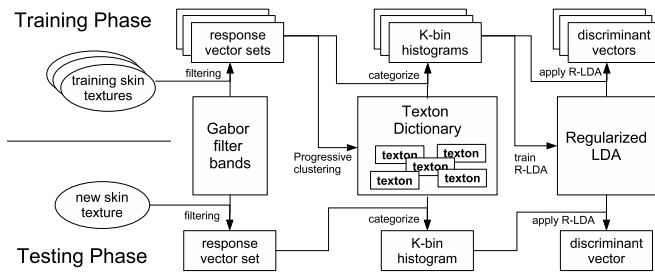 Training Phase
response
vector sets
K-bin
histograms
discriminant
vectors
filtering
categorize
apply R-LDA
training skin
textures
Gabor
filter
bands
Texton
Dictionary
texton
texton
texton
texton
texton
Progressive
clustering
train
R-LDA
Regularized
LDA
new skin
texture
filtering
categorize
apply R-LDA
Testing Phase
response
vector set
K-bin
histogram
discriminant
vector